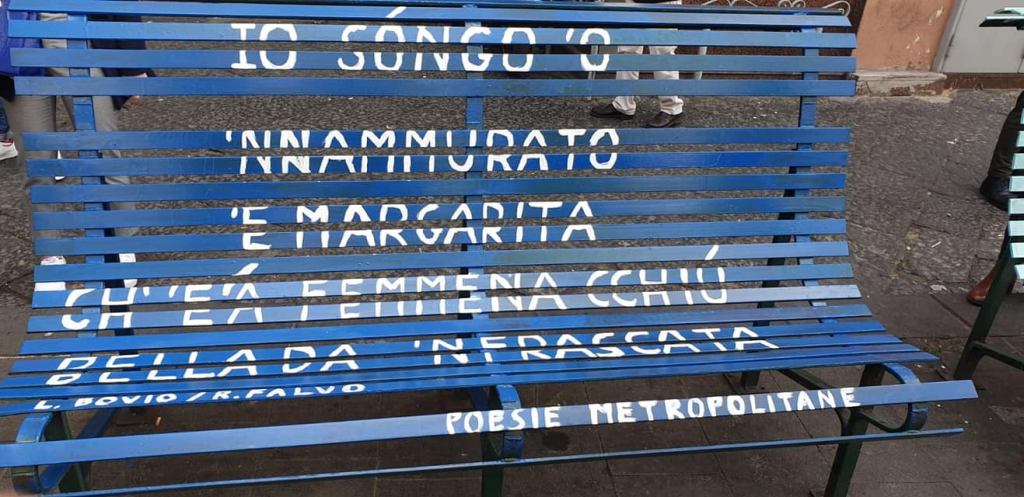 IO SÓNGO 'O
'NNAMMURATO
'E MARGARITA
CH''E'Á FEMMENA CCHIÚ
BELLA DA 'NFRASCATA
L. BOVIO / R. FALVO
POESIE METROPOLITANE